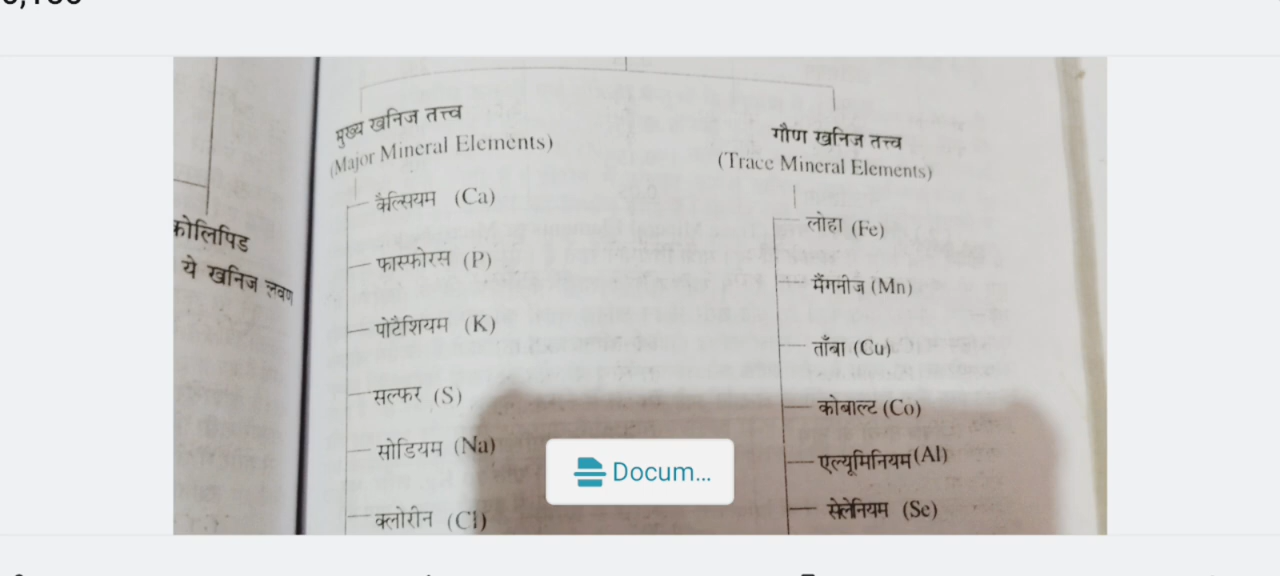 मुख्य खनिज तत्त्व
(Major Mineral Elements)
कैल्सियम (Ca)
फास्फोरस (P)
पोटैशियम (K)
सल्फर (S)
सोडियम (Na)
क्लोरीन (Cl)
गौण खनिज तत्त्व
(Trace Mineral Elements)
लोहा (Fe)
मैंगनीज (Mn)
ताँबा (Cu)
कोबाल्ट (Co)
एल्यूमिनियम (Al)
सेलेनियम (Se)
कोलिपिड
ये खनिज लवण
Docum...